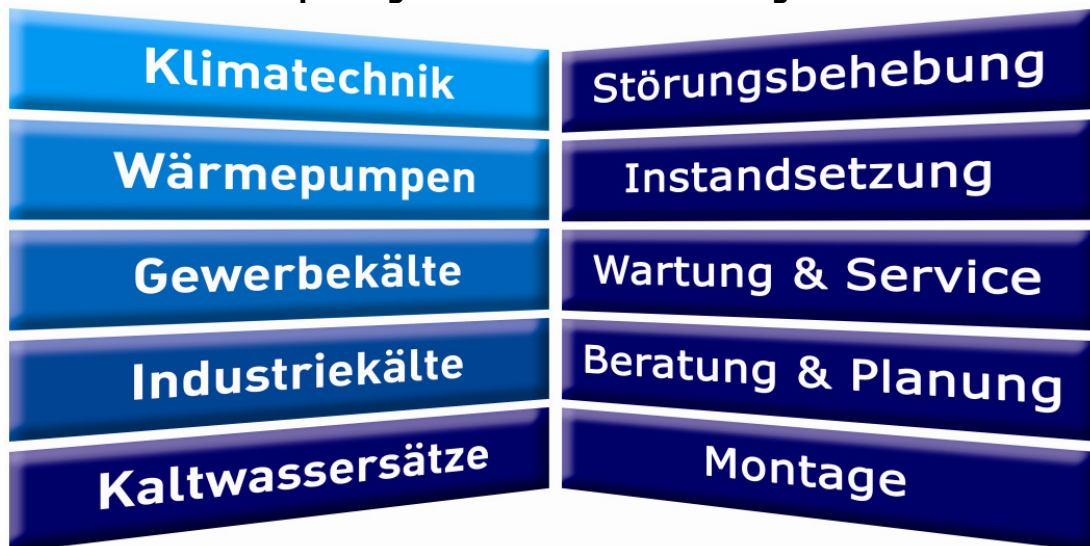 Klimatechnik
Wärmepumpen
Gewerbekälte
Industriekälte
Kaltwassersätze
Störungsbehebung
Instandsetzung
Wartung & Service
Beratung & Planung
Montage